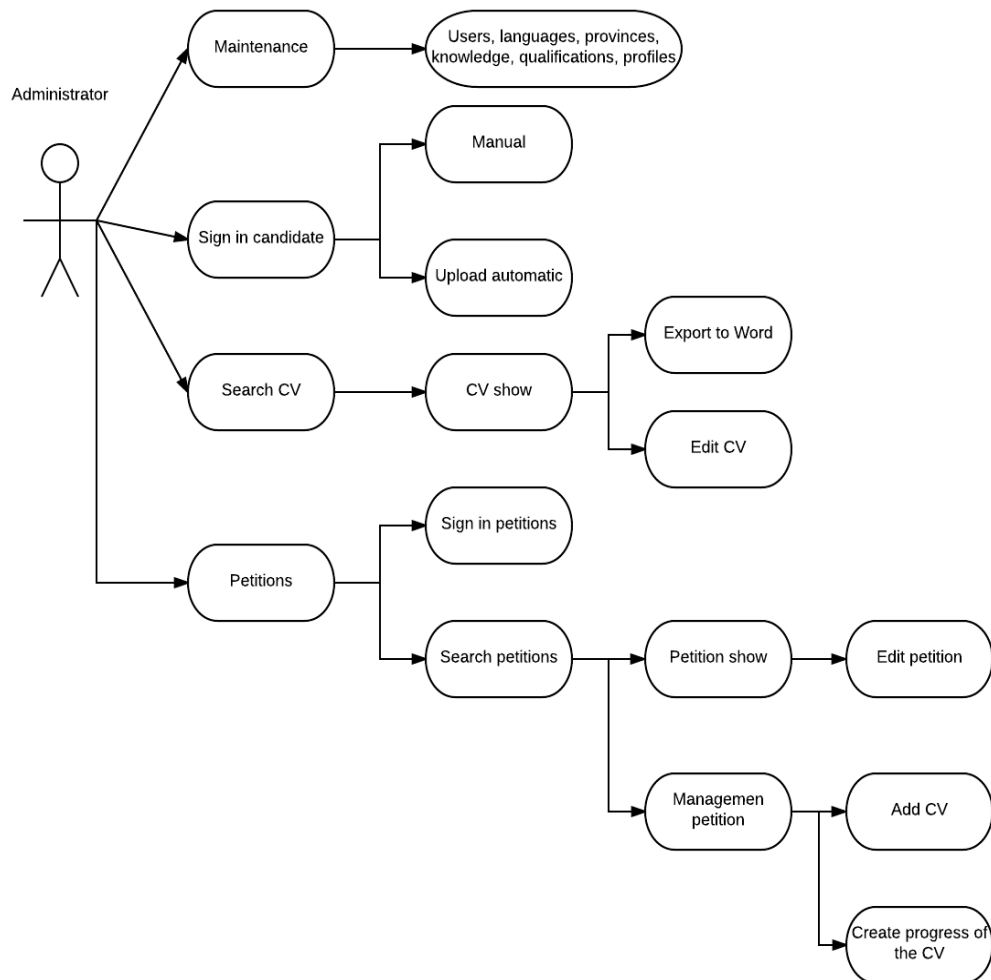 Maintenance
Users, languages, provinces,
knowledge, qualifications, profiles
Administrator
Manual
Sign in candidate
Upload automatic
Export to Word
Search CV
CV show
Edit CV
Sign in petitions
Petitions
Search petitions
Petition show
Edit petition
Managemen
petition
Add CV
Create progress of
the CV